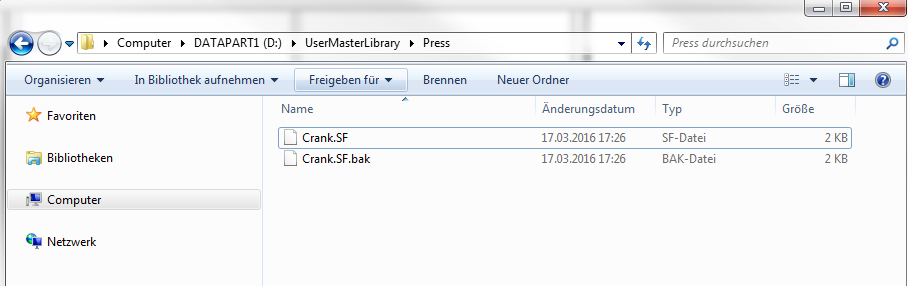 Computer ▸ DATAPART1 (D:) ▸ UserMasterLibrary ▸ Press
Press durchsuchen
Organisieren In Bibliothek aufnehmen Freigeben für Brennen Neuer Ordner
Name Änderungsdatum Typ Größe
Favoriten
Bibliotheken
Computer
Netzwerk
Crank.SF 17.03.2016 17:26 SF-Datei 2 KB
Crank.SF.bak 17.03.2016 17:26 BAK-Datei 2 KB